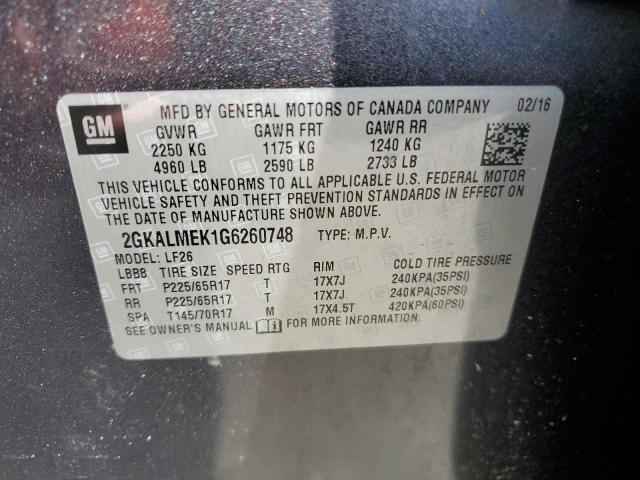 GM
MFD BY GENERAL MOTORS OF CANADA COMPANY 02/16
GVWR GAWR FRT GAWR RR
2250 KG 1175 KG 1240 KG
4960 LB 2590 LB 2733 LB
THIS VEHICLE CONFORMS TO ALL APPLICABLE U.S. FEDERAL MOTOR
VEHICLE SAFETY AND THEFT PREVENTION STANDARDS IN EFFECT ON
THE DATE OF MANUFACTURE SHOWN ABOVE.
2GKALMEK1G6260748 TYPE: M.P.V.
MODEL: LF26
LBB8 TIRE SIZE SPEED RTG RIM COLD TIRE PRESSURE
FRT P225/65R17 T 17X7J 240KPA(35PSI)
RR P225/65R17 T 17X7J 240KPA(35PSI)
SPA T145/70R17 M 17X4.5T 420KPA(60PSI)
SEE OWNER'S MANUAL FOR MORE INFORMATION.